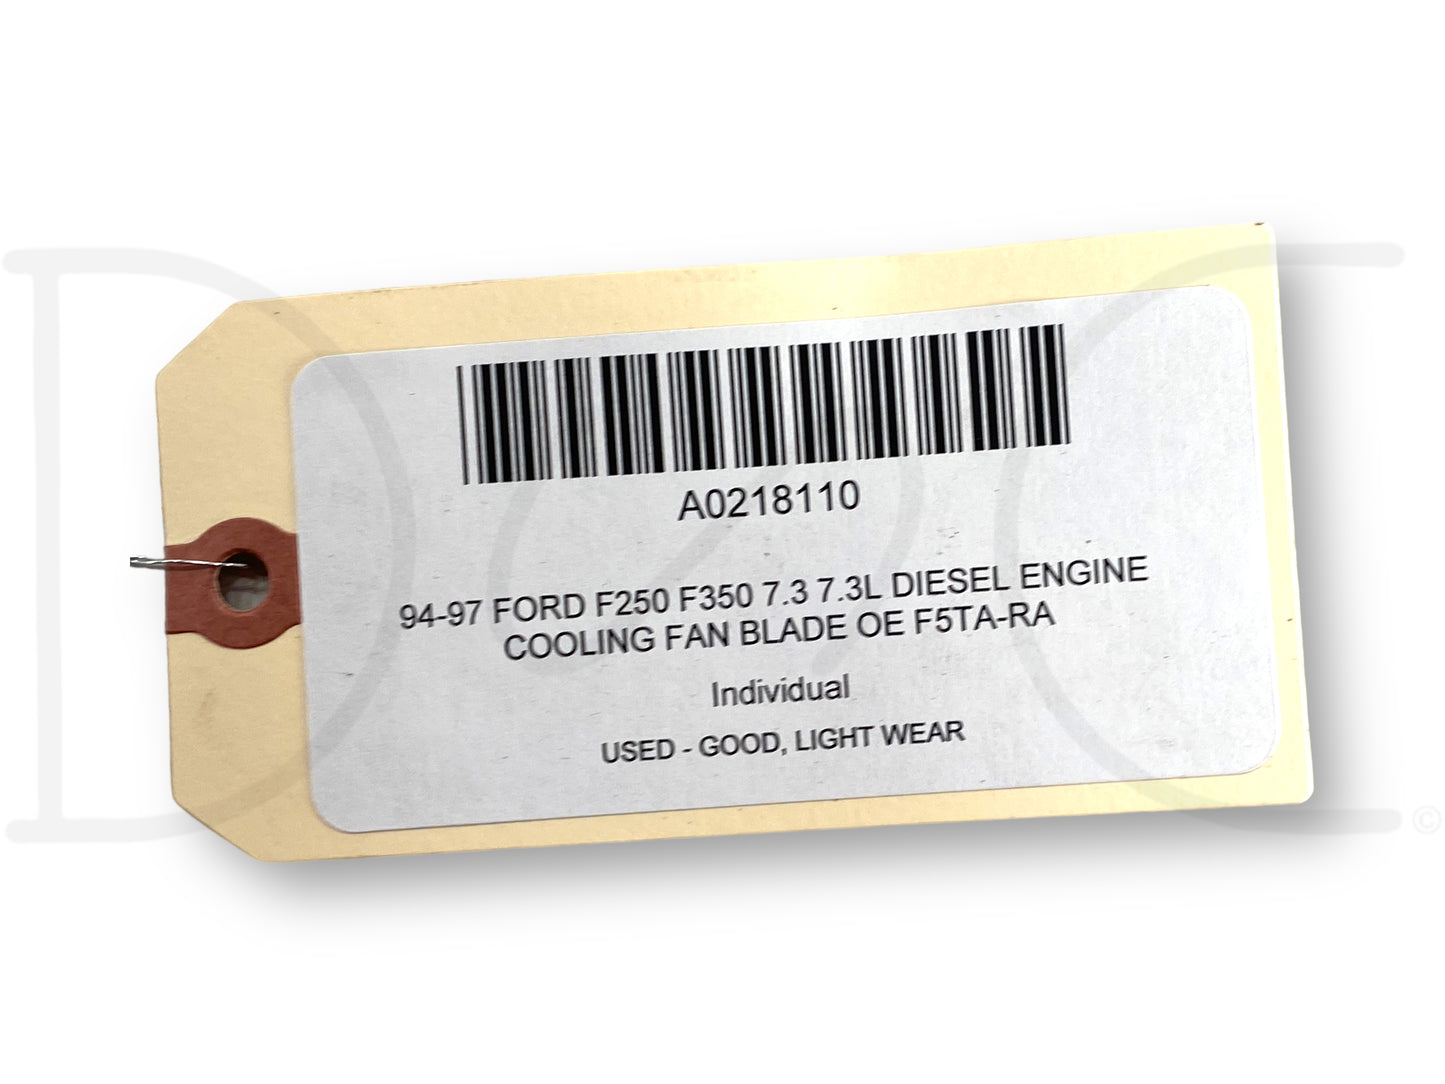 A0218110
94-97 FORD F250 F350 7.3 7.3L DIESEL ENGINE
COOLING FAN BLADE OE F5TA-RA
Individual
USED - GOOD, LIGHT WEAR
D C
©